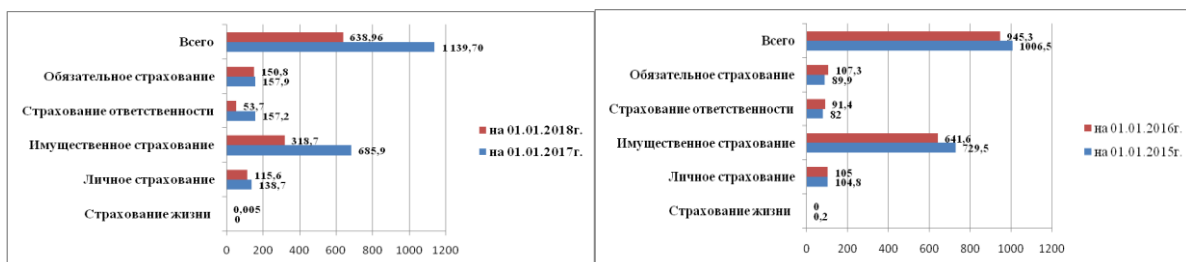 Всего
638,96
1 139,70
Обязательное страхование
150,8
157,9
Страхование ответственности
53,7
157,2
Имущественное страхование
318,7
685,9
Личное страхование
115,6
138,7
Страхование жизни
0,005
0
0 200 400 600 800 1000 1200
на 01.01.2018г.
на 01.01.2017г.
Всего
945,3
1006,5
Обязательное страхование
107,3
89,9
Страхование ответственности
91,4
82
Имущественное страхование
641,6
729,5
Личное страхование
105
104,8
Страхование жизни
0
0,2
0 200 400 600 800 1000 1200
на 01.01.2016г.
на 01.01.2015г.